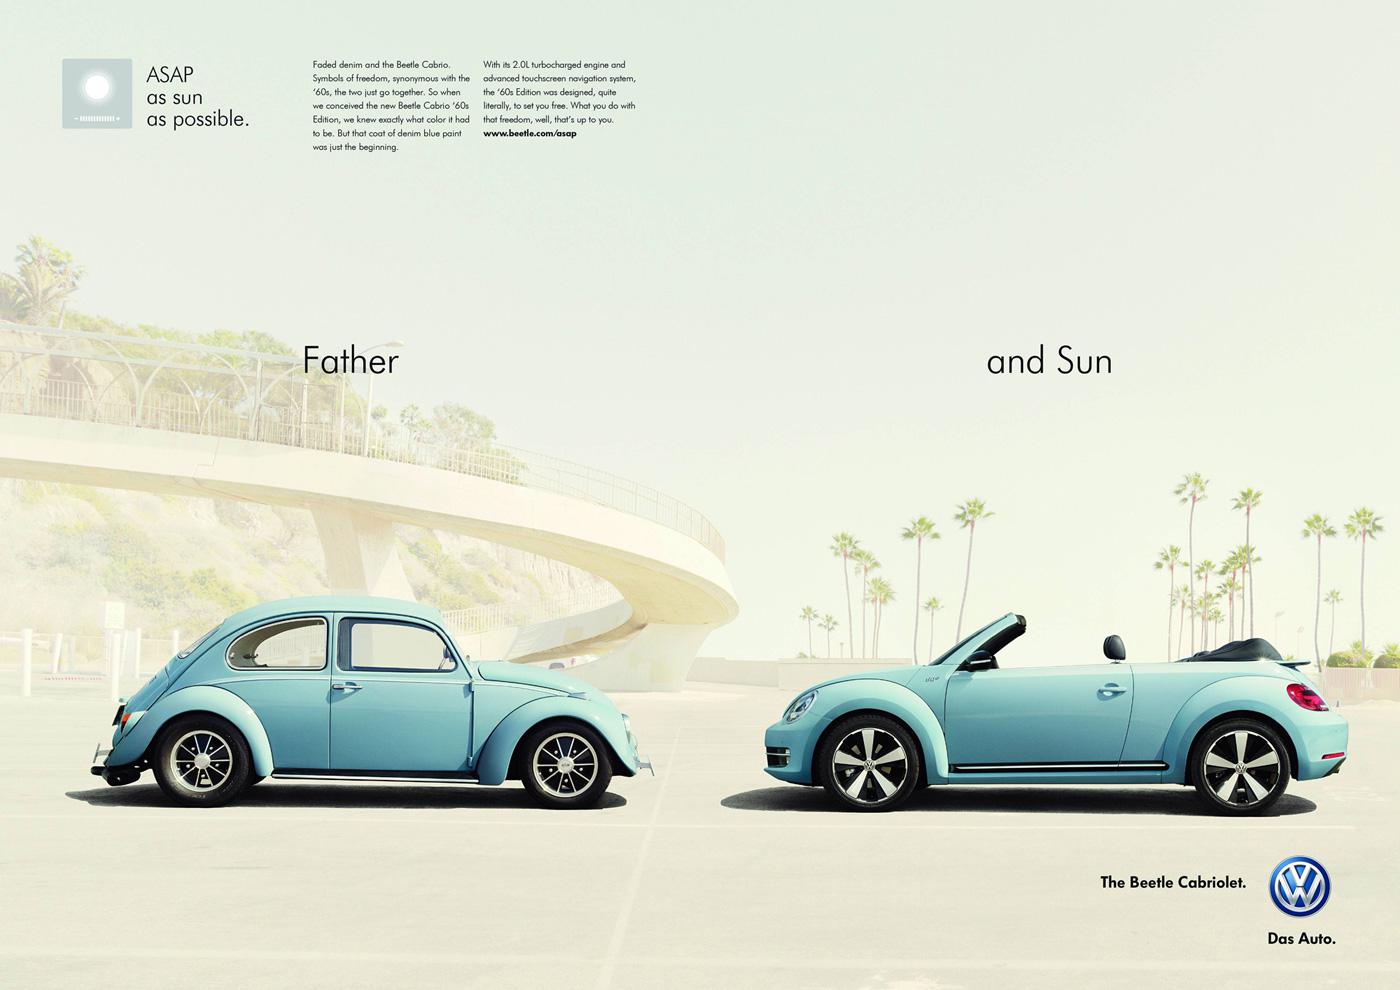 ASAP
as sun
as possible.
Faded denim and the Beetle Cabrio.
Symbols of freedom, synonymous with the
‘60s, the two just go together. So when
we conceived the new Beetle Cabrio ‘60s
Edition, we knew exactly what color it had
to be. But that coat of denim blue paint
was just the beginning.
With its 2.0L turbocharged engine and
advanced touchscreen navigation system,
the ‘60s Edition was designed, quite
literally, to set you free. What you do with
that freedom, well, that’s up to you.
www.beetle.com/asap
Father
and Sun
The Beetle Cabriolet.
Das Auto.